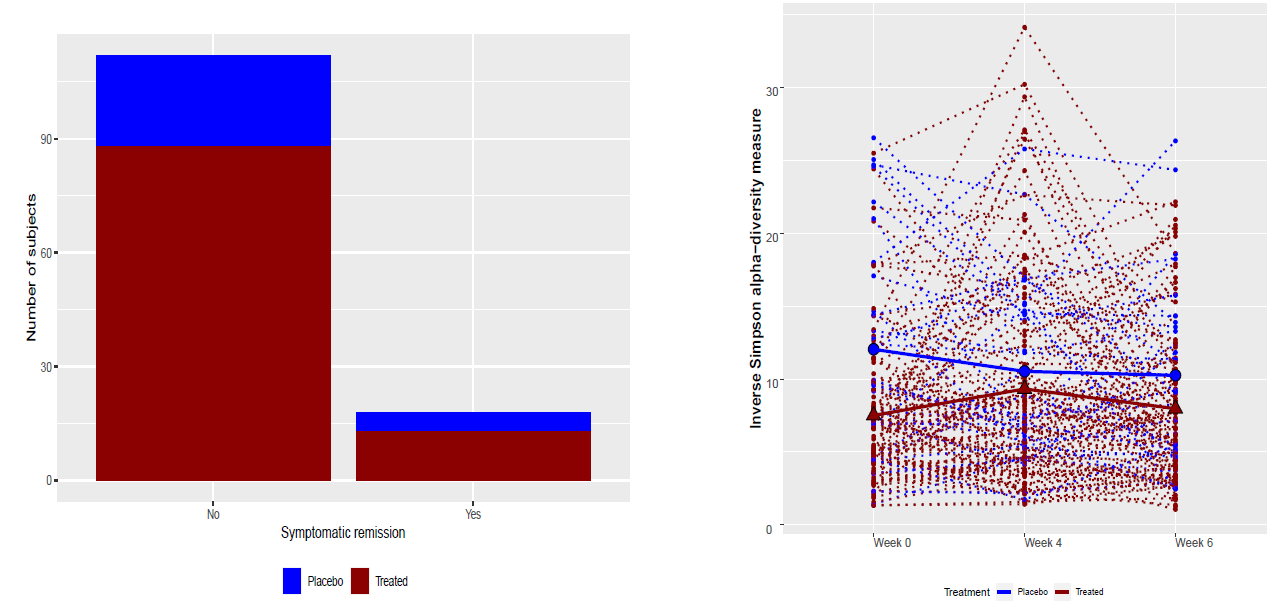 Number of subjects
90
60
30
0
No
Yes
Symptomatic remission
Placebo
Treated
Inverse Simpson alpha−diversity measure
30
20
10
0
Week 0
Week 4
Week 6
Treatment
Placebo
Treated